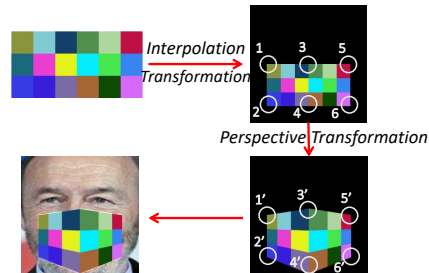 Interpolation
Transformation
1 3 5
2 4 6
Perspective Transformation
1' 3' 5'
2' 4' 6'